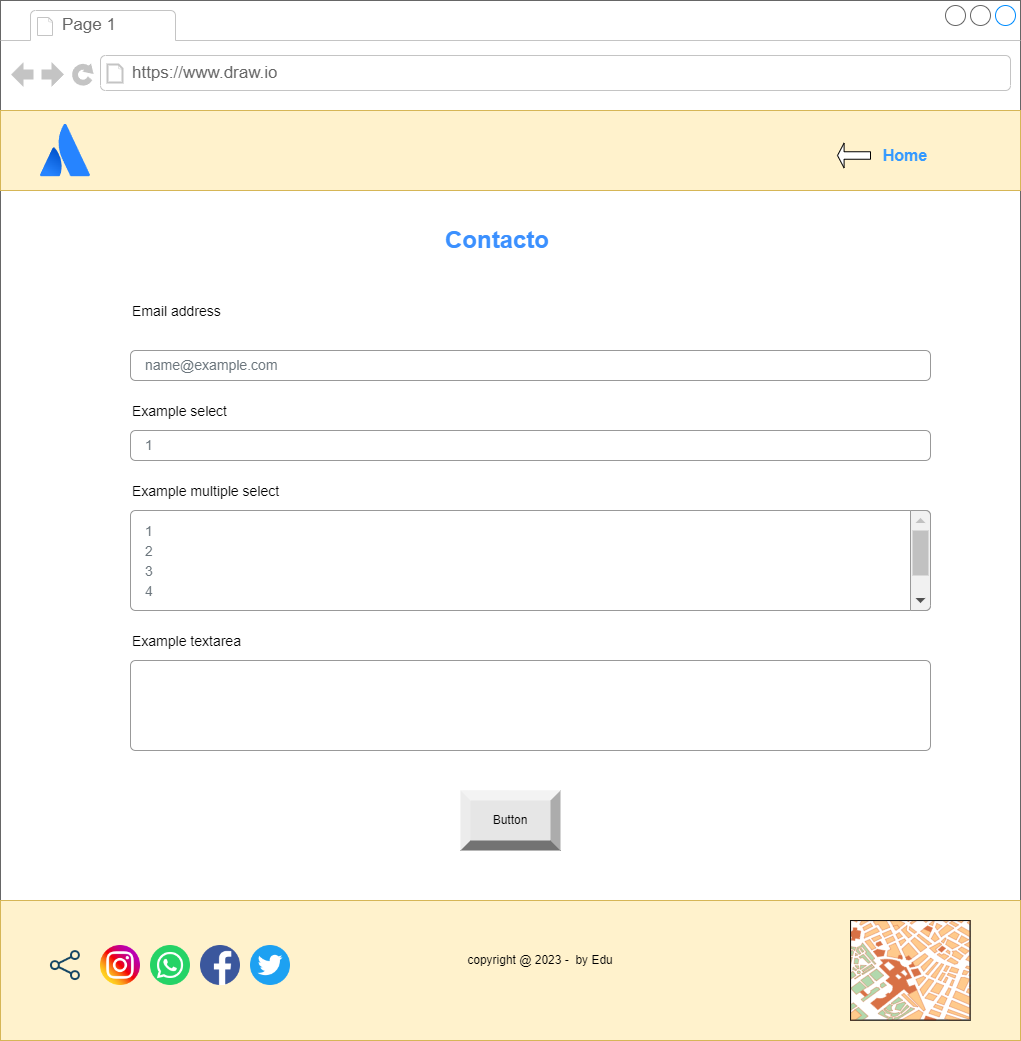 Page 1
https://www.draw.io
Home
Contacto
Email address
name@example.com
Example select
1
Example multiple select
1
2
3
4
Example textarea
Button
copyright @ 2023 -  by Edu